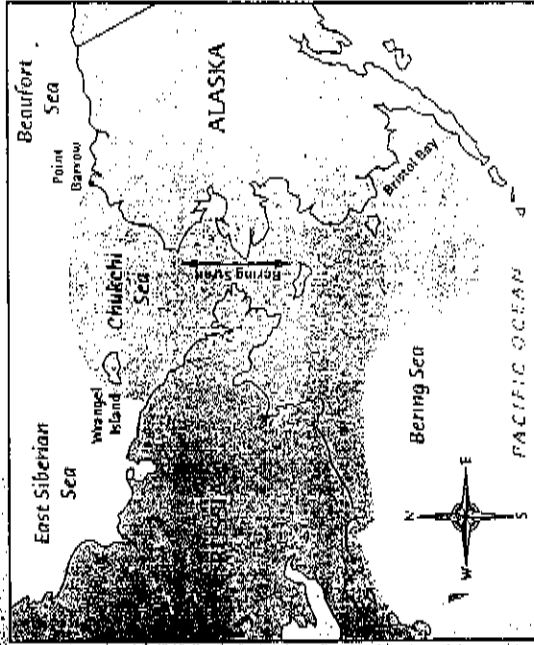 Beaufort
Sea
East Siberian
Sea
Point
Barrow
Wrangel
Island
Chukchi
Sea
ALASKA
Bering Strait
Bristol Bay
Bering Sea
PACIFIC OCEAN
N
W
E
S